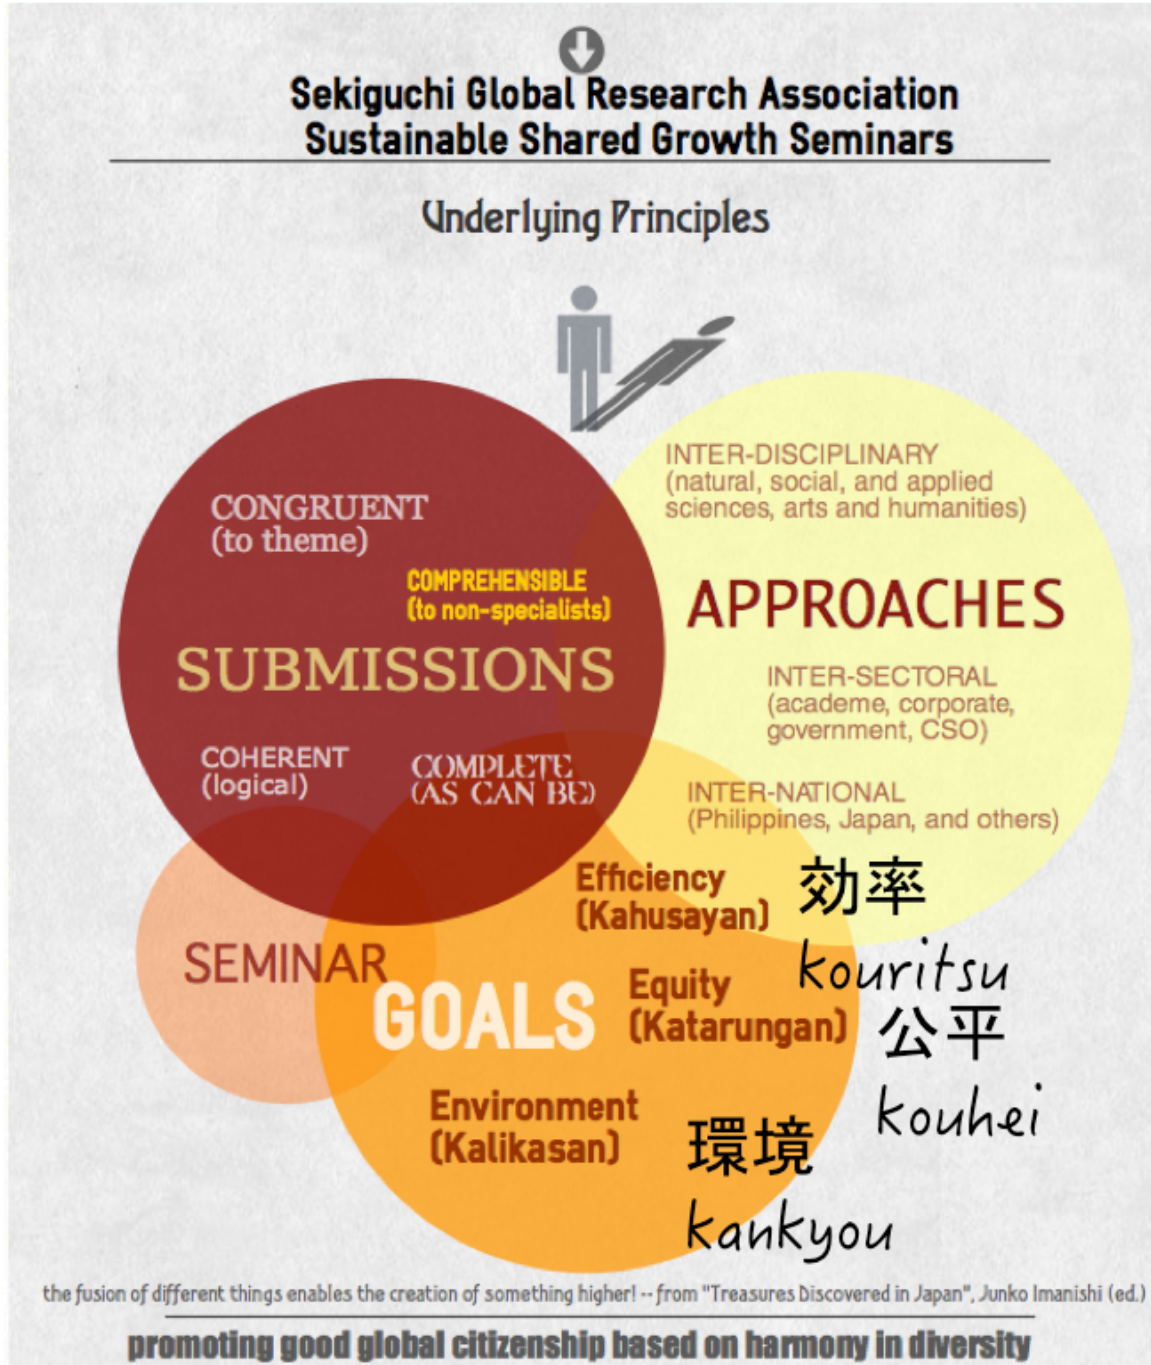 Sekiguchi Global Research Association
Sustainable Shared Growth Seminars
Underlying Principles
INTER-DISCIPLINARY
(natural, social, and applied
sciences, arts and humanities)
CONGRUENT
(to theme)
COMPREHENSIBLE
(to non-specialists)
APPROACHES
SUBMISSIONS
INTER-SECTORAL
(academe, corporate,
government, CSO)
COHERENT
(logical)
COMPLETE
(AS CAN BE)
INTER-NATIONAL
(Philippines, Japan, and others)
Efficiency
(Kahusayan)
効率
kouritsu
SEMINAR
GOALS
Equity
(Katarungan)
公平
kouhei
Environment
(Kalikasan)
環境
kankyou
the fusion of different things enables the creation of something higher! -- from "Treasures Discovered in Japan", Junko Imanishi (ed.)
promoting good global citizenship based on harmony in diversity